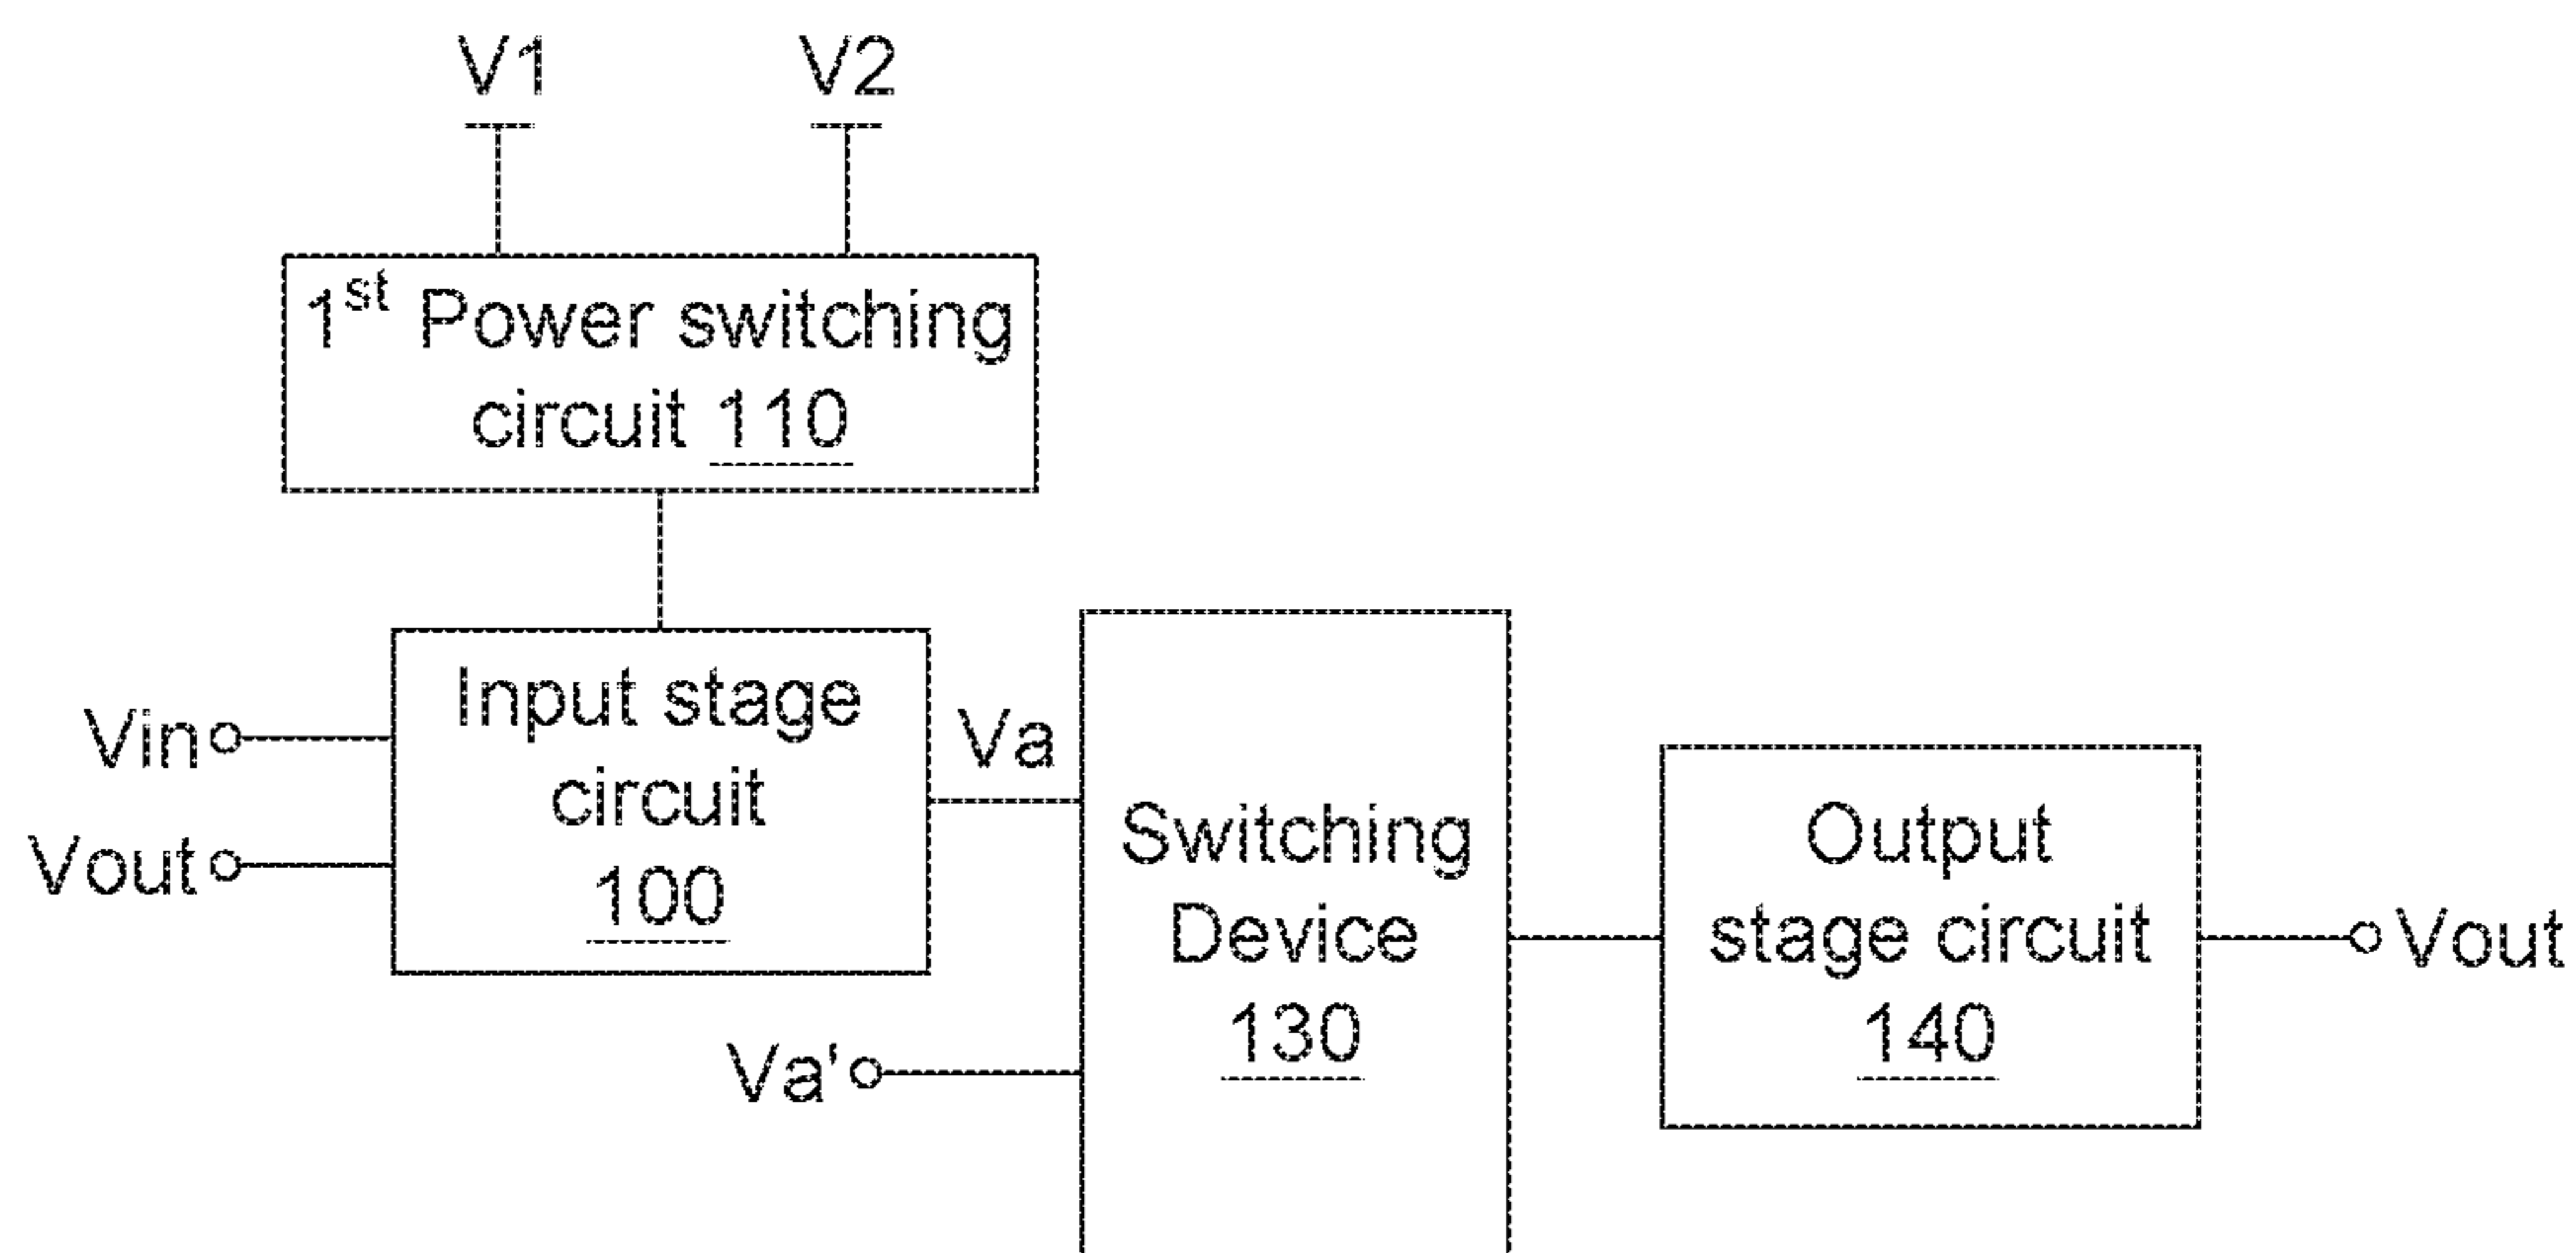 V1
V2
1st Power switching
circuit 110
Input stage
circuit
100
Vin
Vout
Va
Va'
Switching
Device
130
Output
stage circuit
140
Vout